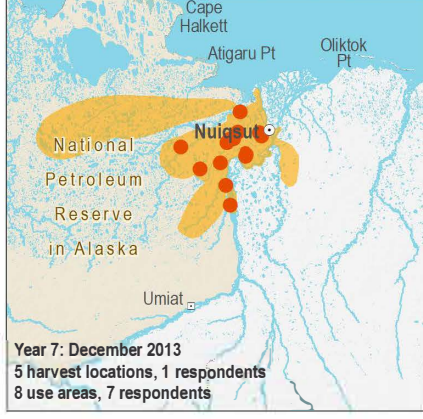 Cape
Halkett
Atigaru Pt
Oliktok
Pt
Nuiqsut
National
Petroleum
Reserve
in Alaska
Umiat
Year 7: December 2013
5 harvest locations, 1 respondents
8 use areas, 7 respondents